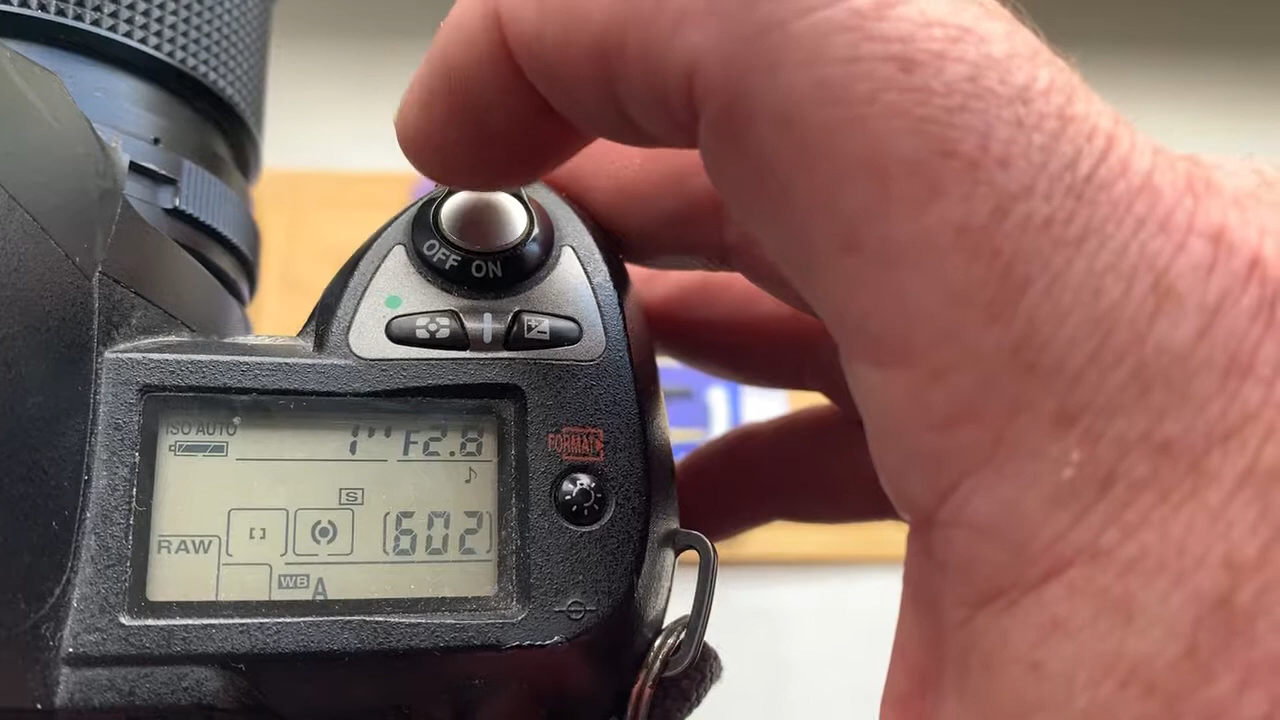 OFF ON
ISO AUTO
1" F2.8
FORMAT
S
RAW
[602]
WB A